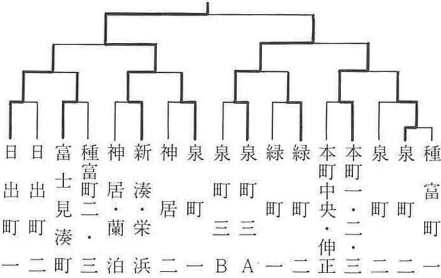 日出町一
日出町二
富士見湊町
種富町二・三
神居・蘭泊
新湊・栄浜
神居二
泉町一
泉町三B
泉町三A
緑町一
緑町二
本町中央・伸正
本町一・二・三
泉町二
泉町二
種富町一